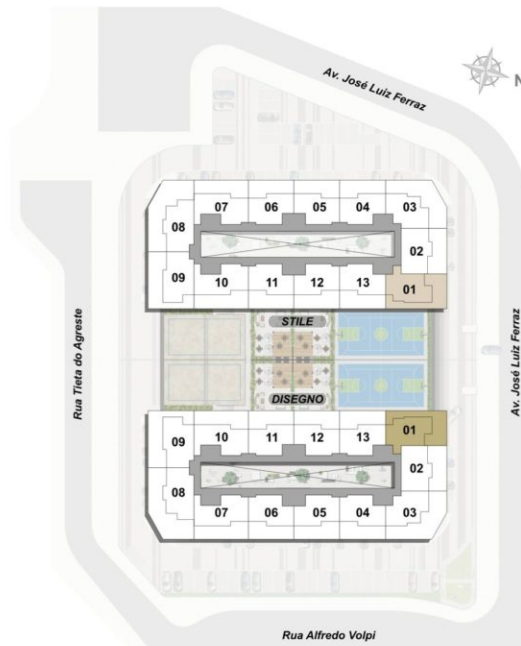 Av. José Luiz Ferraz
N
07 06 05 04 03
08
02
09
10 11 12 13 01
STILE
Rua Tieta do Agreste
Av. José Luiz Ferraz
DISEGNO
09 10 11 12 13 01
02
08
07 06 05 04 03
Rua Alfredo Volpi